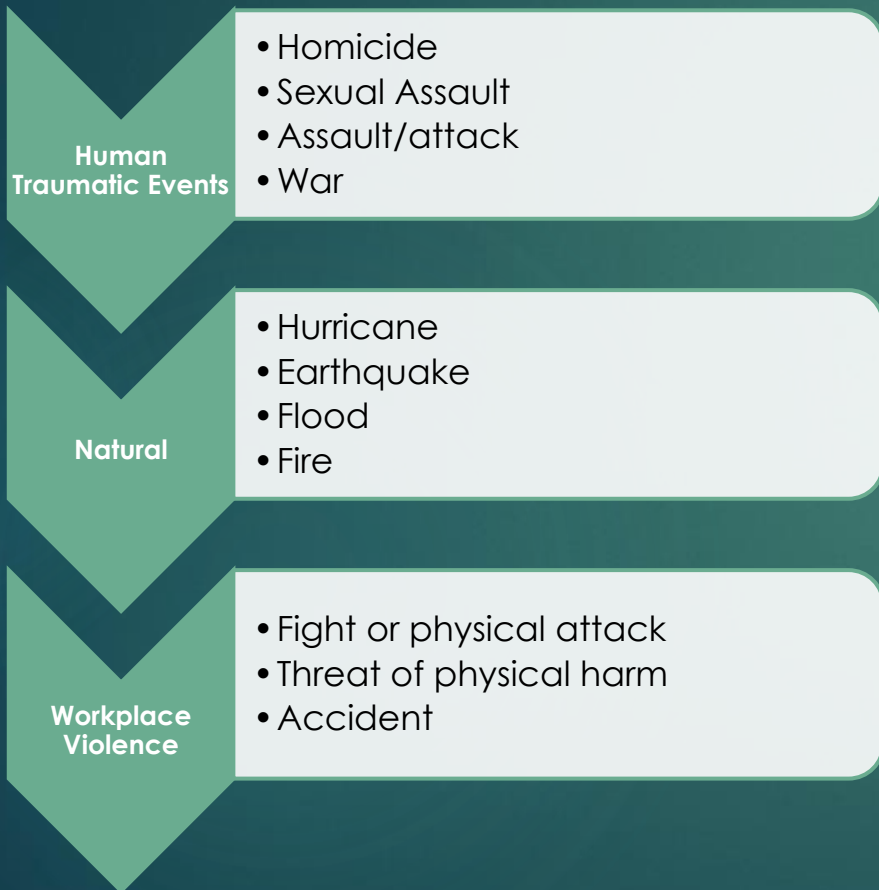 Human
Traumatic Events
• Homicide
• Sexual Assault
• Assault/attack
• War
Natural
• Hurricane
• Earthquake
• Flood
• Fire
Workplace
Violence
• Fight or physical attack
• Threat of physical harm
• Accident